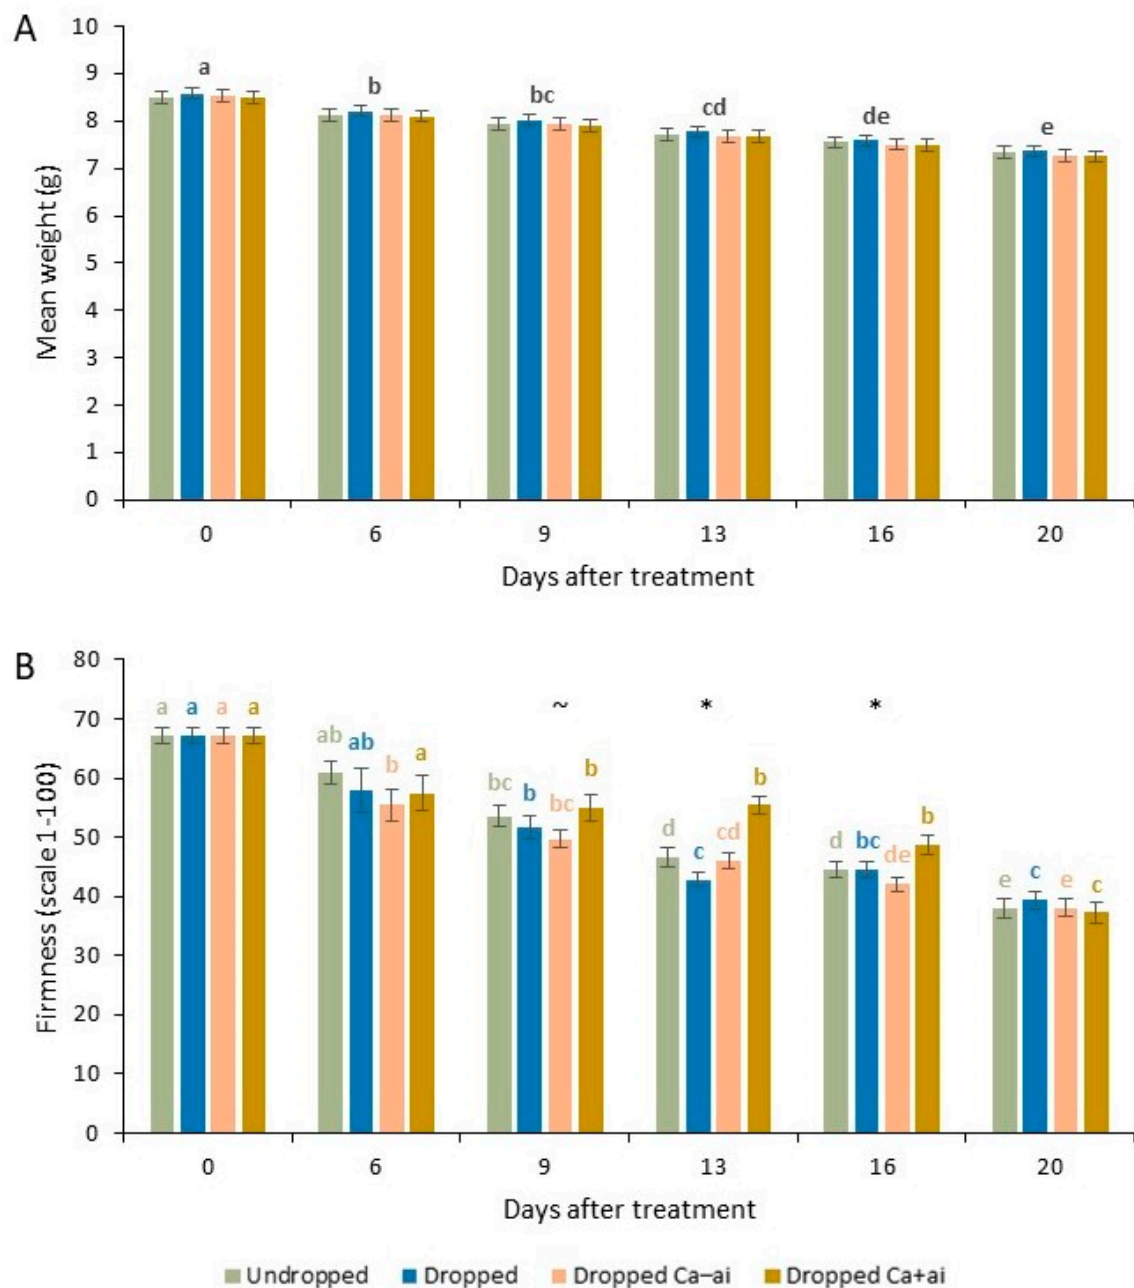 A
Mean weight (g)
10
9
8
7
6
5
4
3
2
1
0
a b bc cd de e
0 6 9 13 16 20
Days after treatment
B
Firmness (scale 1-100)
80
70
60
50
40
30
20
10
0
~ * *
a a a a ab ab b a bc b bc b d c cd b d bc de b e c e c
0 6 9 13 16 20
Days after treatment
Undropped Dropped Dropped Ca–ai Dropped Ca+ai